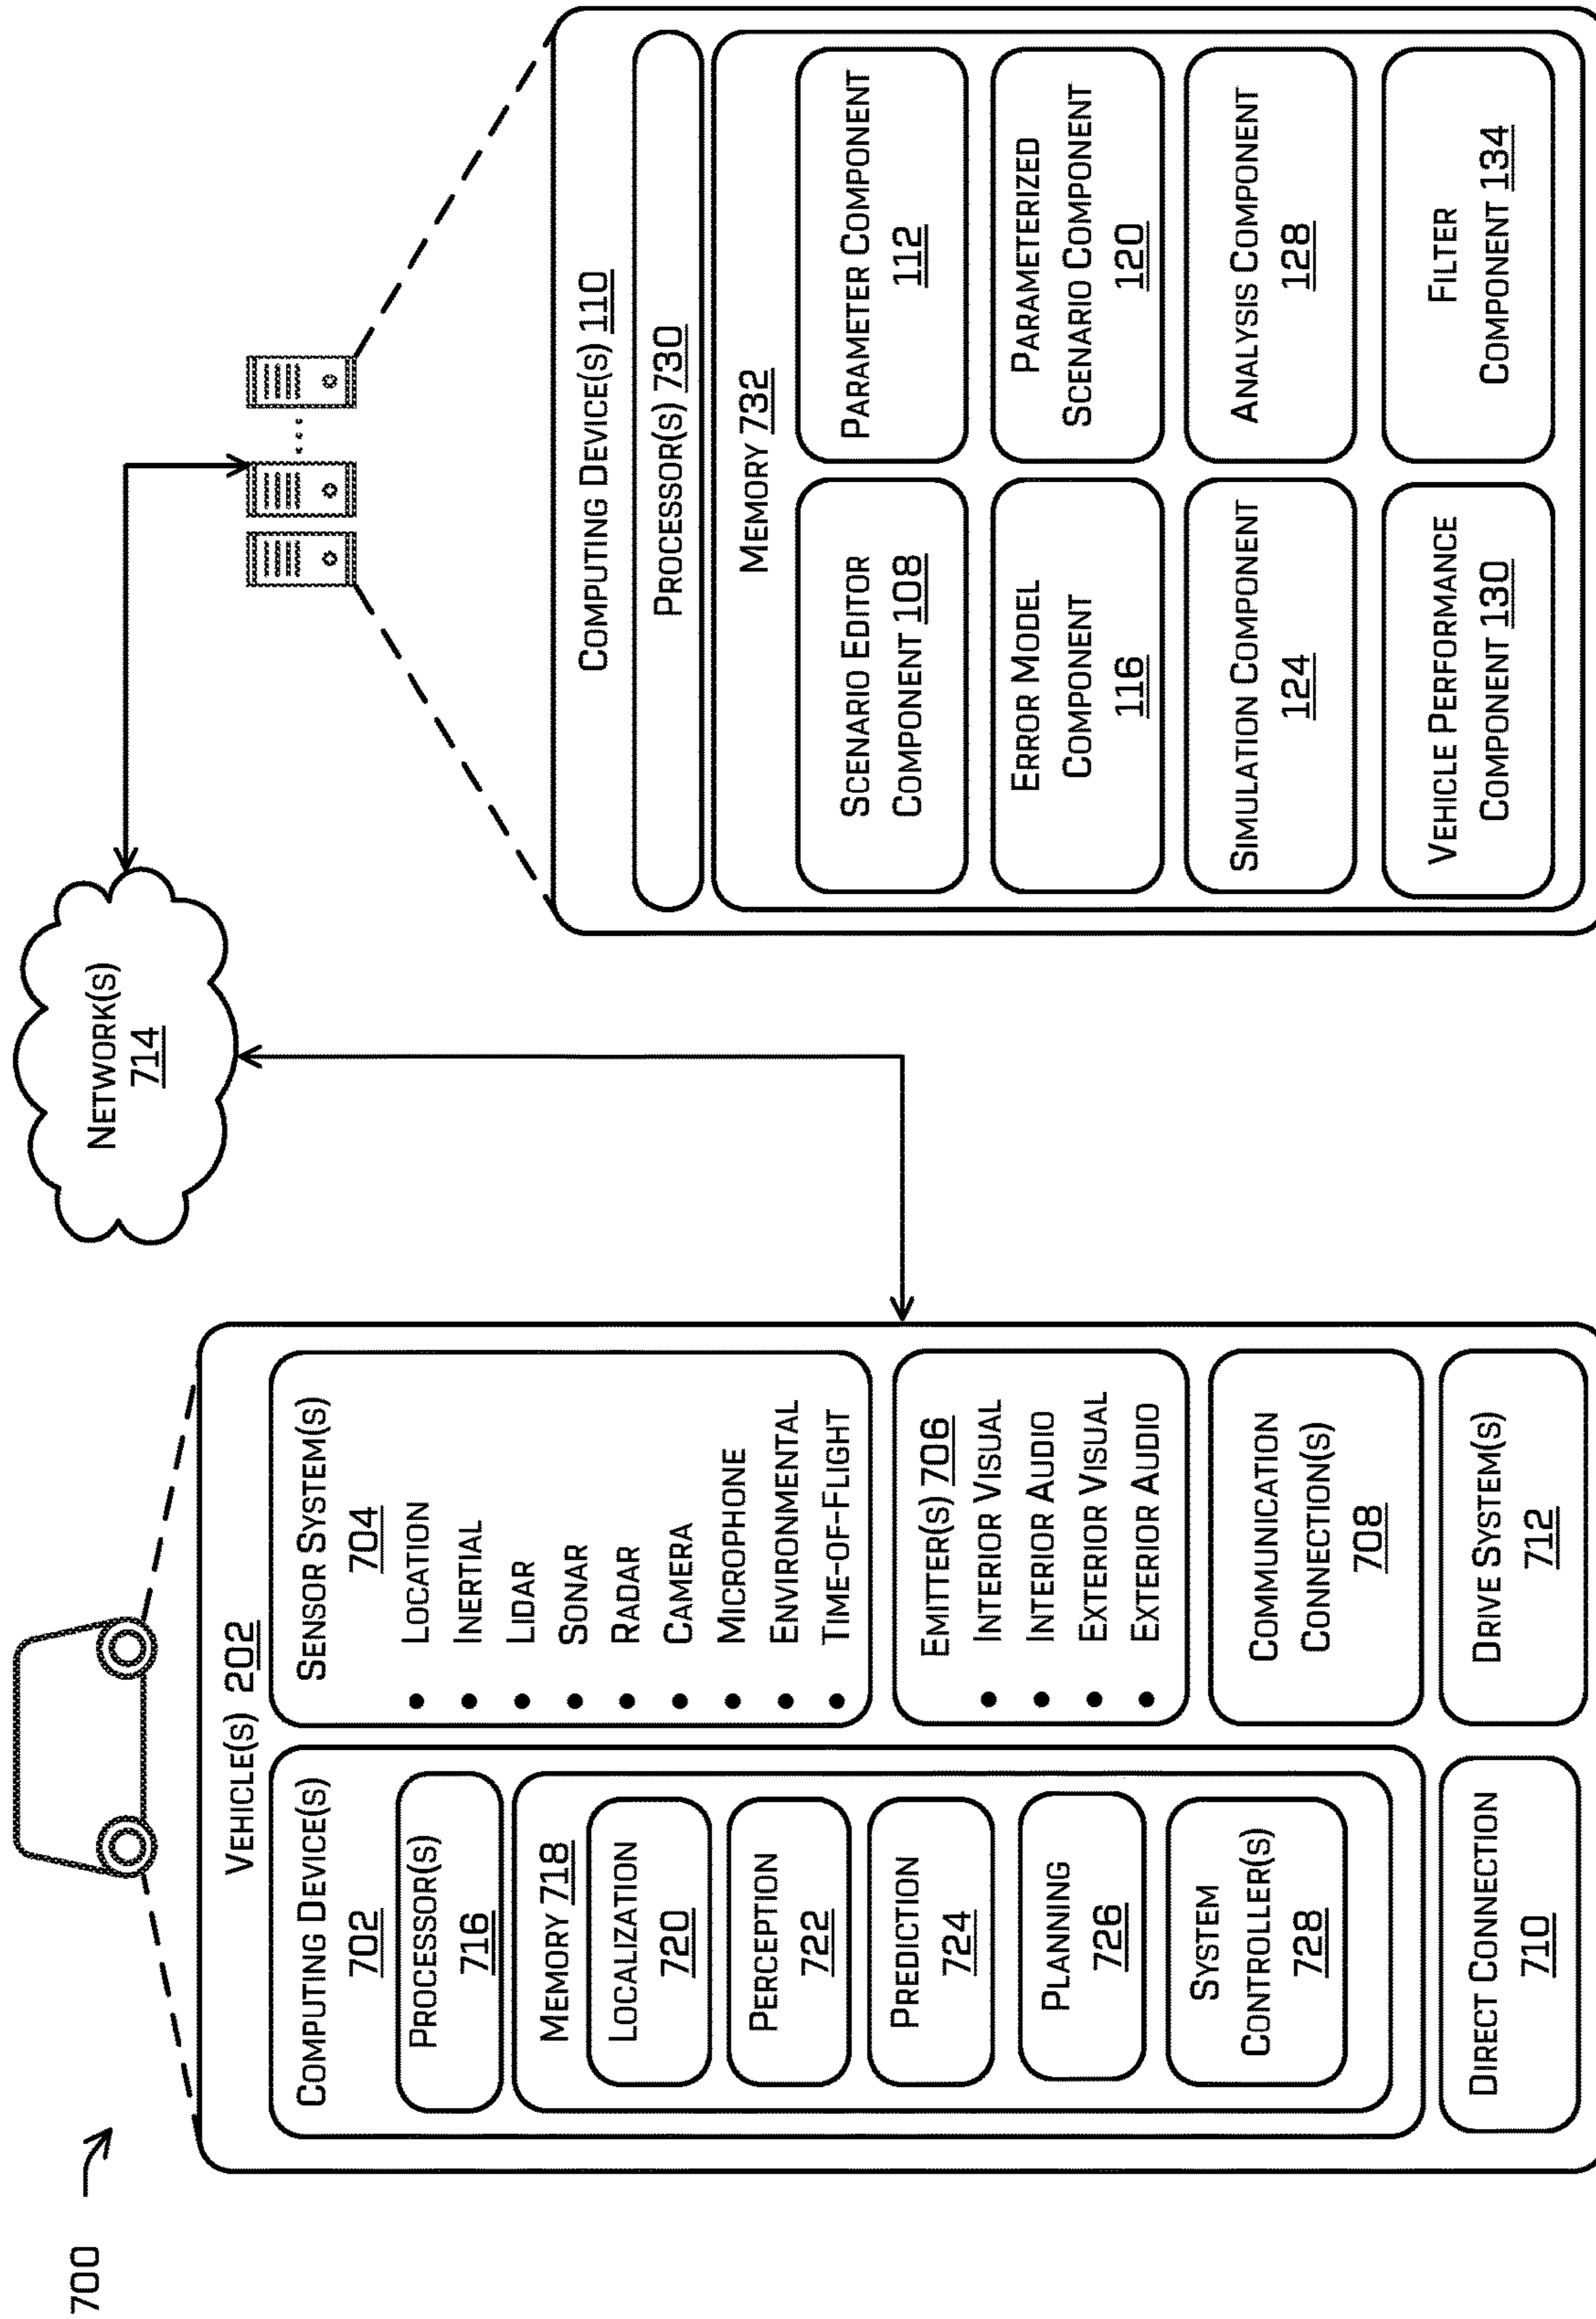 700
VEHICLE(S) 202
COMPUTING DEVICE(S)
702
PROCESSOR(S)
716
MEMORY 718
LOCALIZATION
720
PERCEPTION
722
PREDICTION
724
PLANNING
726
SYSTEM
CONTROLLER(S)
728
SENSOR SYSTEM(S)
704
• LOCATION
• INERTIAL
• LIDAR
• SONAR
• RADAR
• CAMERA
• MICROPHONE
• ENVIRONMENTAL
• TIME-OF-FLIGHT
EMITTER(S) 706
• INTERIOR VISUAL
• INTERIOR AUDIO
• EXTERIOR VISUAL
• EXTERIOR AUDIO
COMMUNICATION
CONNECTION(S)
708
DIRECT CONNECTION
710
DRIVE SYSTEM(S)
712
NETWORK(S)
714
COMPUTING DEVICE(S) 110
PROCESSOR(S) 730
MEMORY 732
SCENARIO EDITOR
COMPONENT 108
PARAMETER COMPONENT
112
ERROR MODEL
COMPONENT
116
PARAMETERIZED
SCENARIO COMPONENT
120
SIMULATION COMPONENT
124
ANALYSIS COMPONENT
128
VEHICLE PERFORMANCE
COMPONENT 130
FILTER
COMPONENT 134